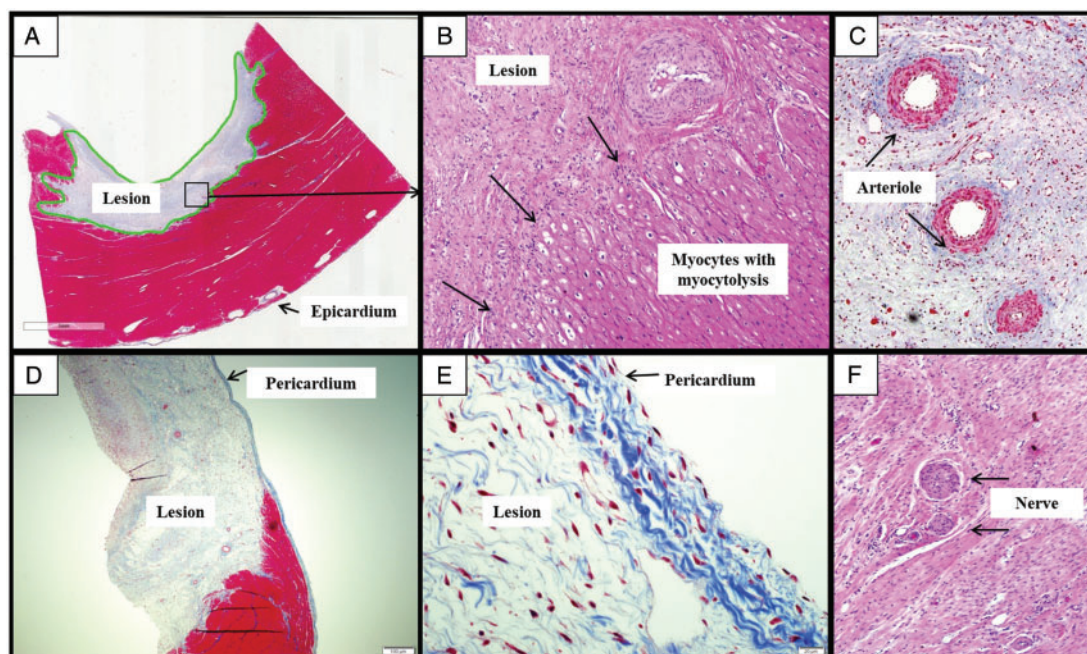 A
Lesion
Epicardium
B
Lesion
Myocytes with
myocytolysis
C
Arteriole
D
Pericardium
Lesion
E
Pericardium
Lesion
F
Nerve